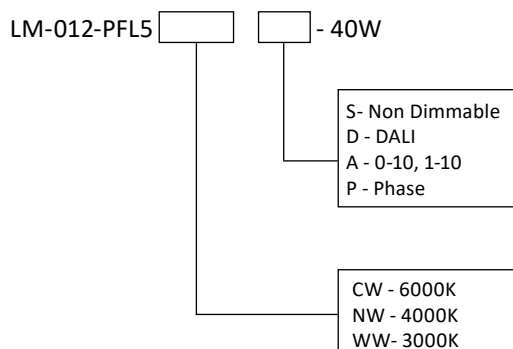 LM-012-PFL5 - 40W
S- Non Dimmable
D - DALI
A - 0-10, 1-10
P - Phase
CW - 6000K
NW - 4000K
WW- 3000K